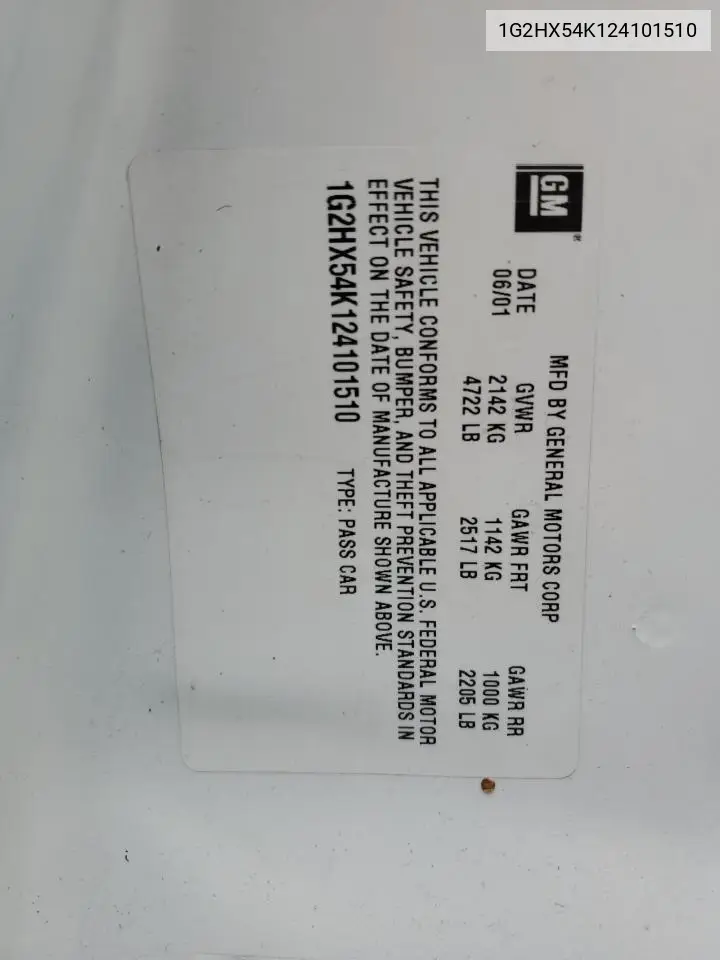 1G2HX54K124101510
GM®
MFD BY GENERAL MOTORS CORP
DATE GVWR GAWR FRT GAWR RR
06/01 2142 KG 1142 KG 1000 KG
4722 LB 2517 LB 2205 LB
THIS VEHICLE CONFORMS TO ALL APPLICABLE U.S. FEDERAL MOTOR
VEHICLE SAFETY, BUMPER, AND THEFT PREVENTION STANDARDS IN
EFFECT ON THE DATE OF MANUFACTURE SHOWN ABOVE.
1G2HX54K124101510 TYPE: PASS CAR